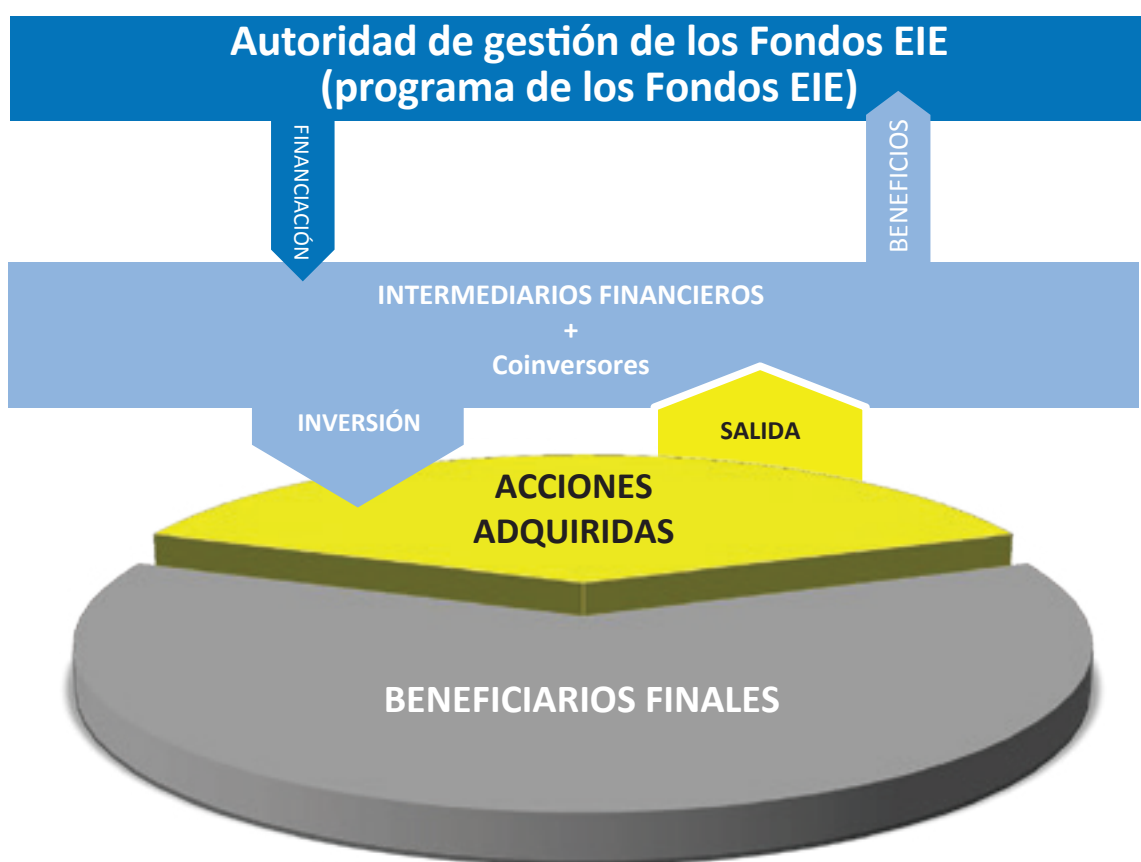 Autoridad de gestión de los Fondos EIE
(programa de los Fondos EIE)
FINANCIACIÓN
BENEFICIOS
INTERMEDIARIOS FINANCIEROS
+
Coinversores
INVERSIÓN
SALIDA
ACCIONES
ADQUIRIDAS
BENEFICIARIOS FINALES